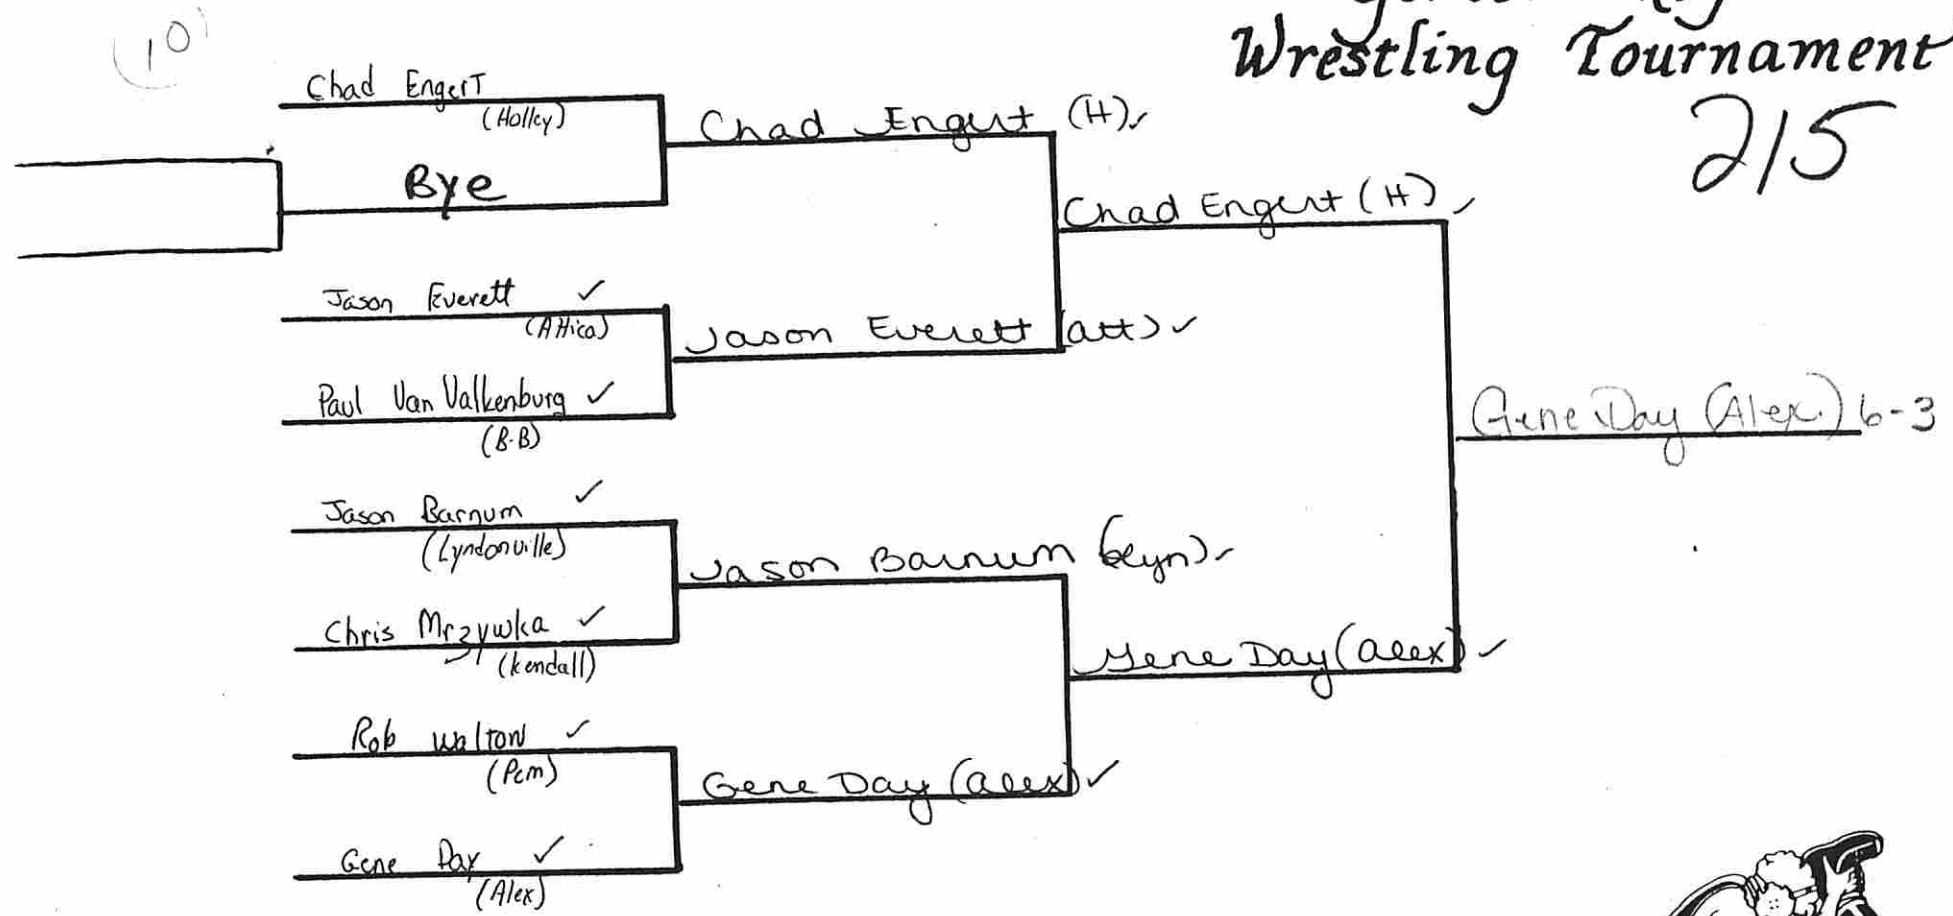 10
Wrestling Tournament
215
Chad Engert
(Holley)
Bye
Jason Everett ✓
(Attica)
Paul Van Valkenburg ✓
(B-B)
Jason Barnum ✓
(Lyndonville)
Chris Mrzywka ✓
(Kendall)
Rob Walton ✓
(Pem)
Gene Day ✓
(Alex)
Chad Engert (H) ✓
Jason Everett (att) ✓
Jason Barnum (Lyn) ✓
Gene Day (alex) ✓
Chad Engert (H) ✓
Gene Day (alex) ✓
Gene Day (Alex.) 6-3